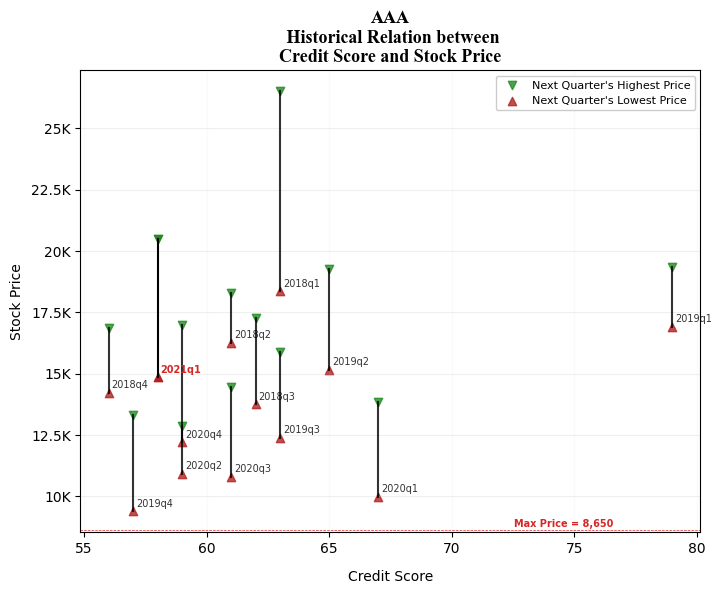 AAA
Historical Relation between
Credit Score and Stock Price
Next Quarter's Highest Price
Next Quarter's Lowest Price
25K
22.5K
20K
17.5K
15K
12.5K
10K
Stock Price
2018q1
2019q1
2018q2
2019q2
2021q1
2018q4
2018q3
2020q4
2019q3
2020q2
2020q3
2020q1
2019q4
Max Price = 8,650
55
60
65
70
75
80
Credit Score